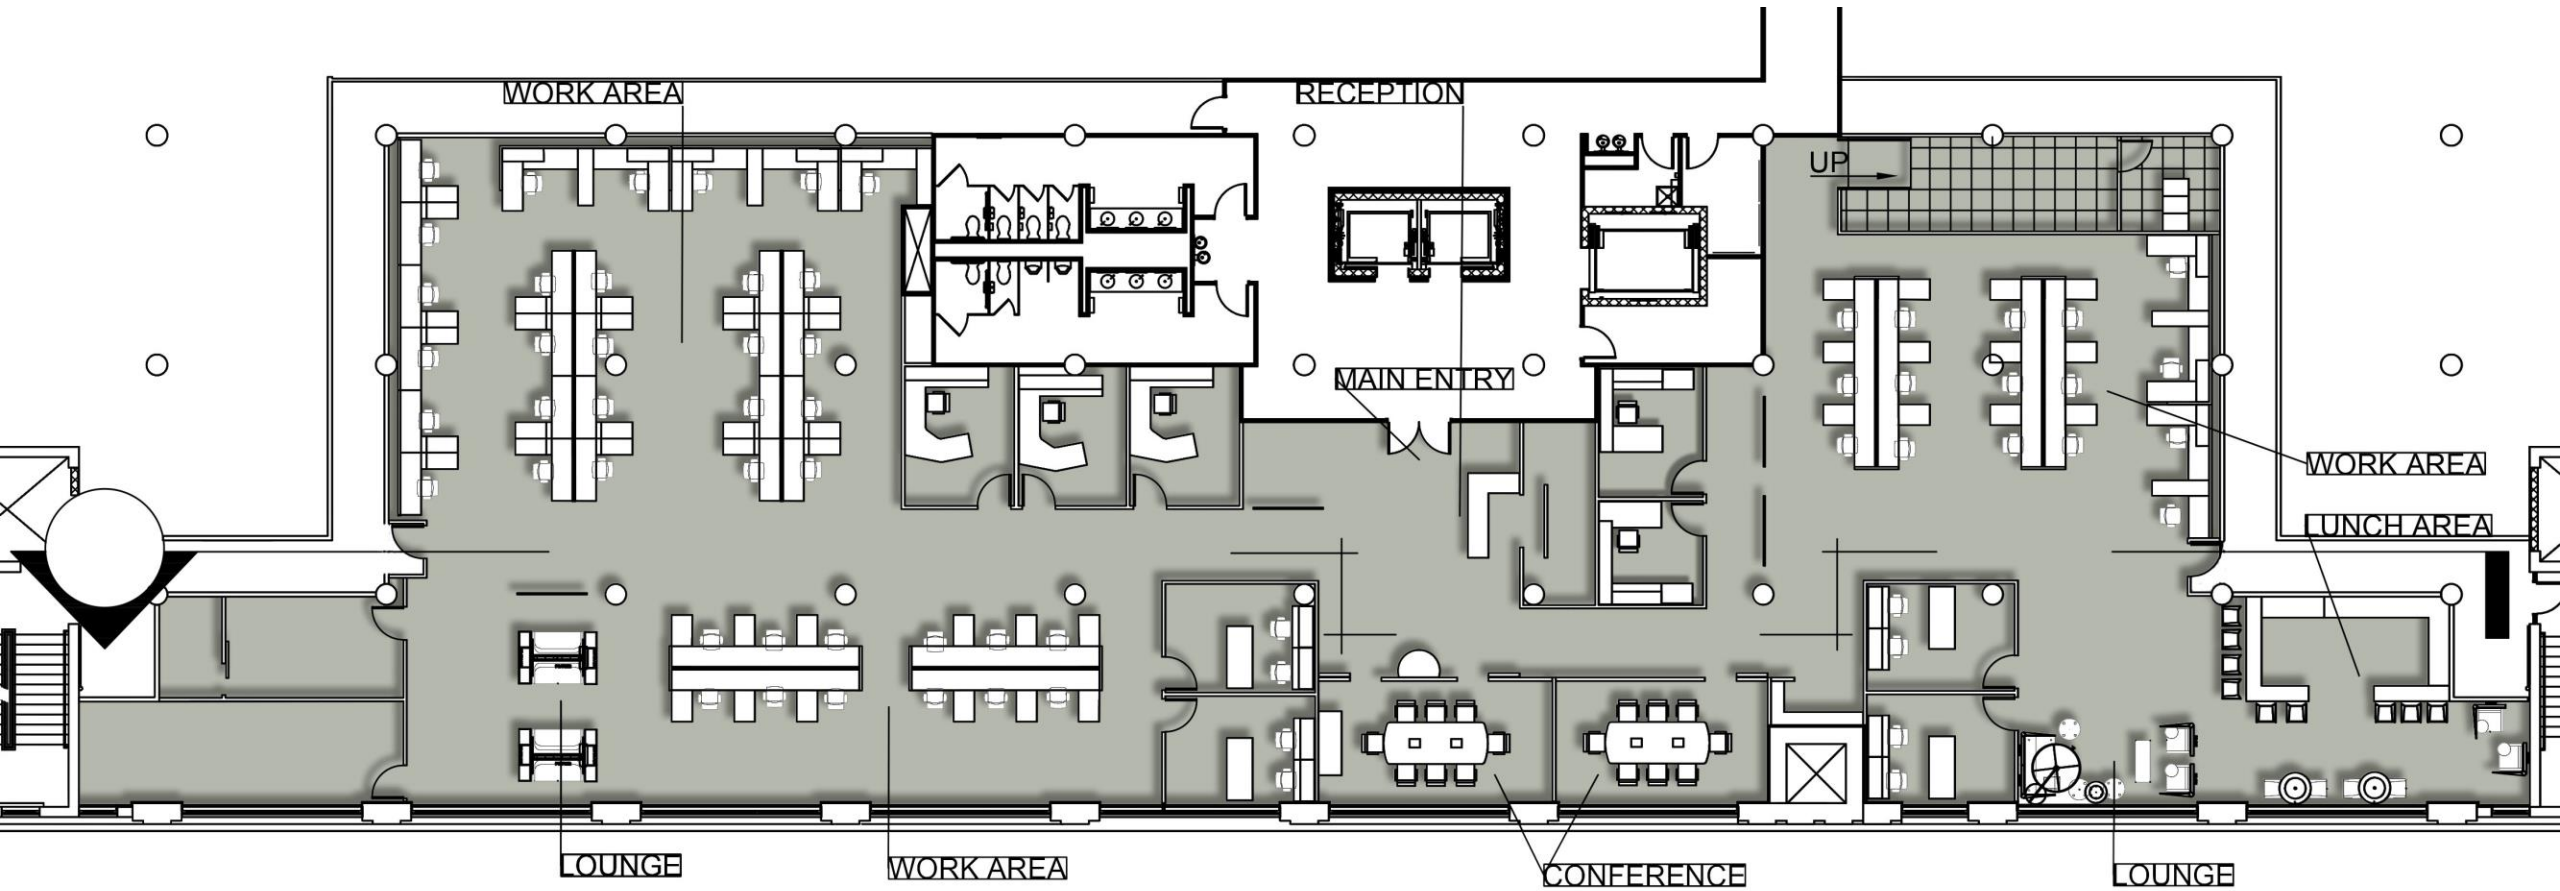 WORK AREA
RECEPTION
UP
MAIN ENTRY
WORK AREA
LUNCH AREA
LOUNGE
WORK AREA
CONFERENCE
LOUNGE